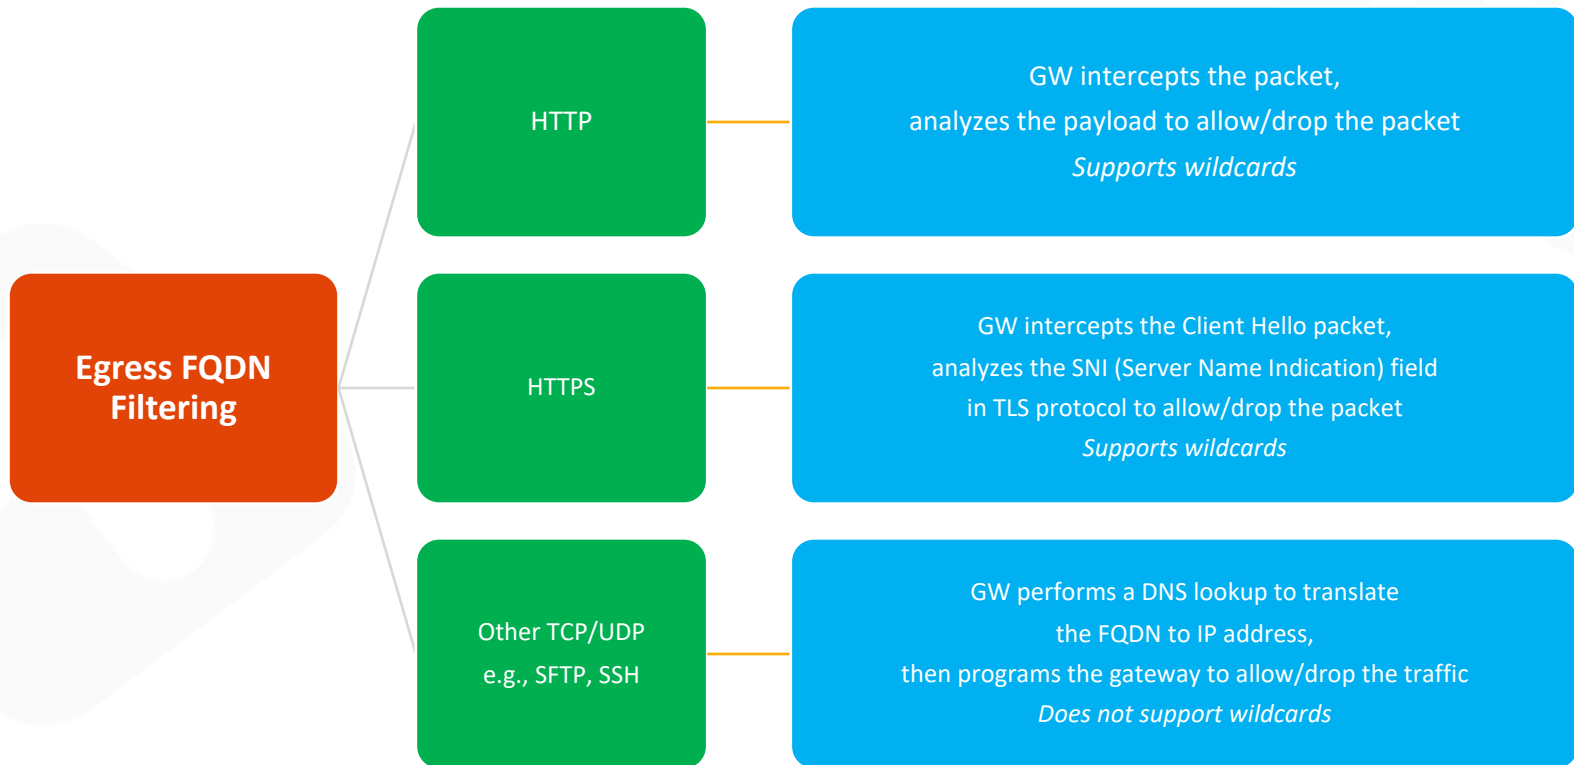 Egress FQDN
Filtering
HTTP
GW intercepts the packet,
analyzes the payload to allow/drop the packet
Supports wildcards
HTTPS
GW intercepts the Client Hello packet,
analyzes the SNI (Server Name Indication) field
in TLS protocol to allow/drop the packet
Supports wildcards
Other TCP/UDP
e.g., SFTP, SSH
GW performs a DNS lookup to translate
the FQDN to IP address,
then programs the gateway to allow/drop the traffic
Does not support wildcards